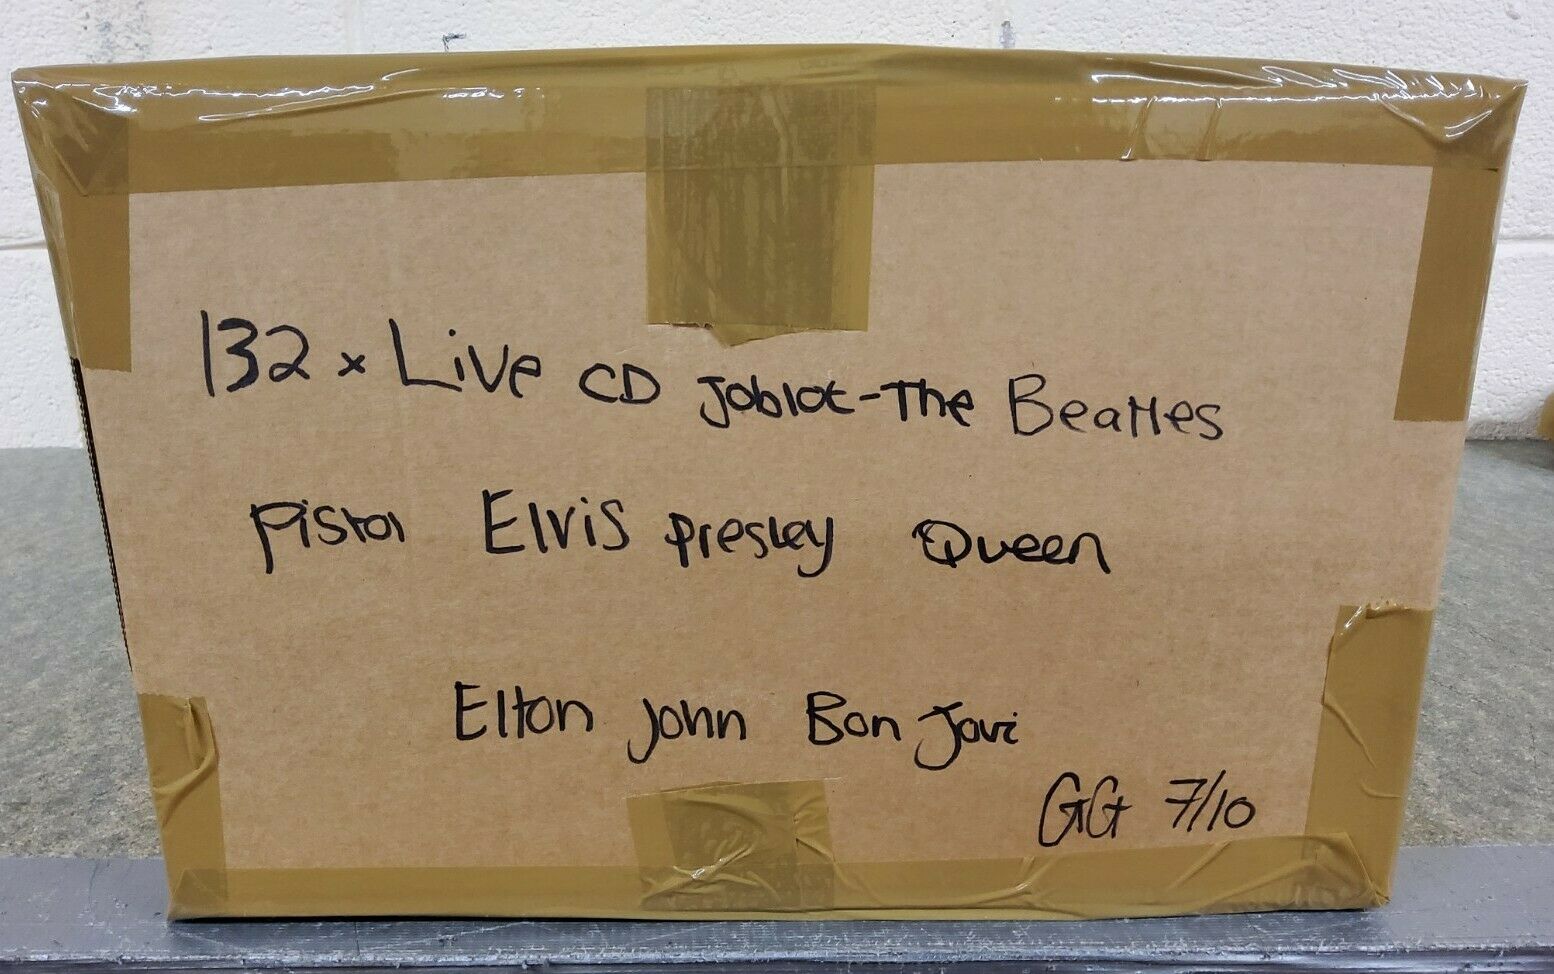 132 x Live CD Joblot - The Beatles
Pistol Elvis Presley Queen
Elton John Bon Jovi
GG 7/10